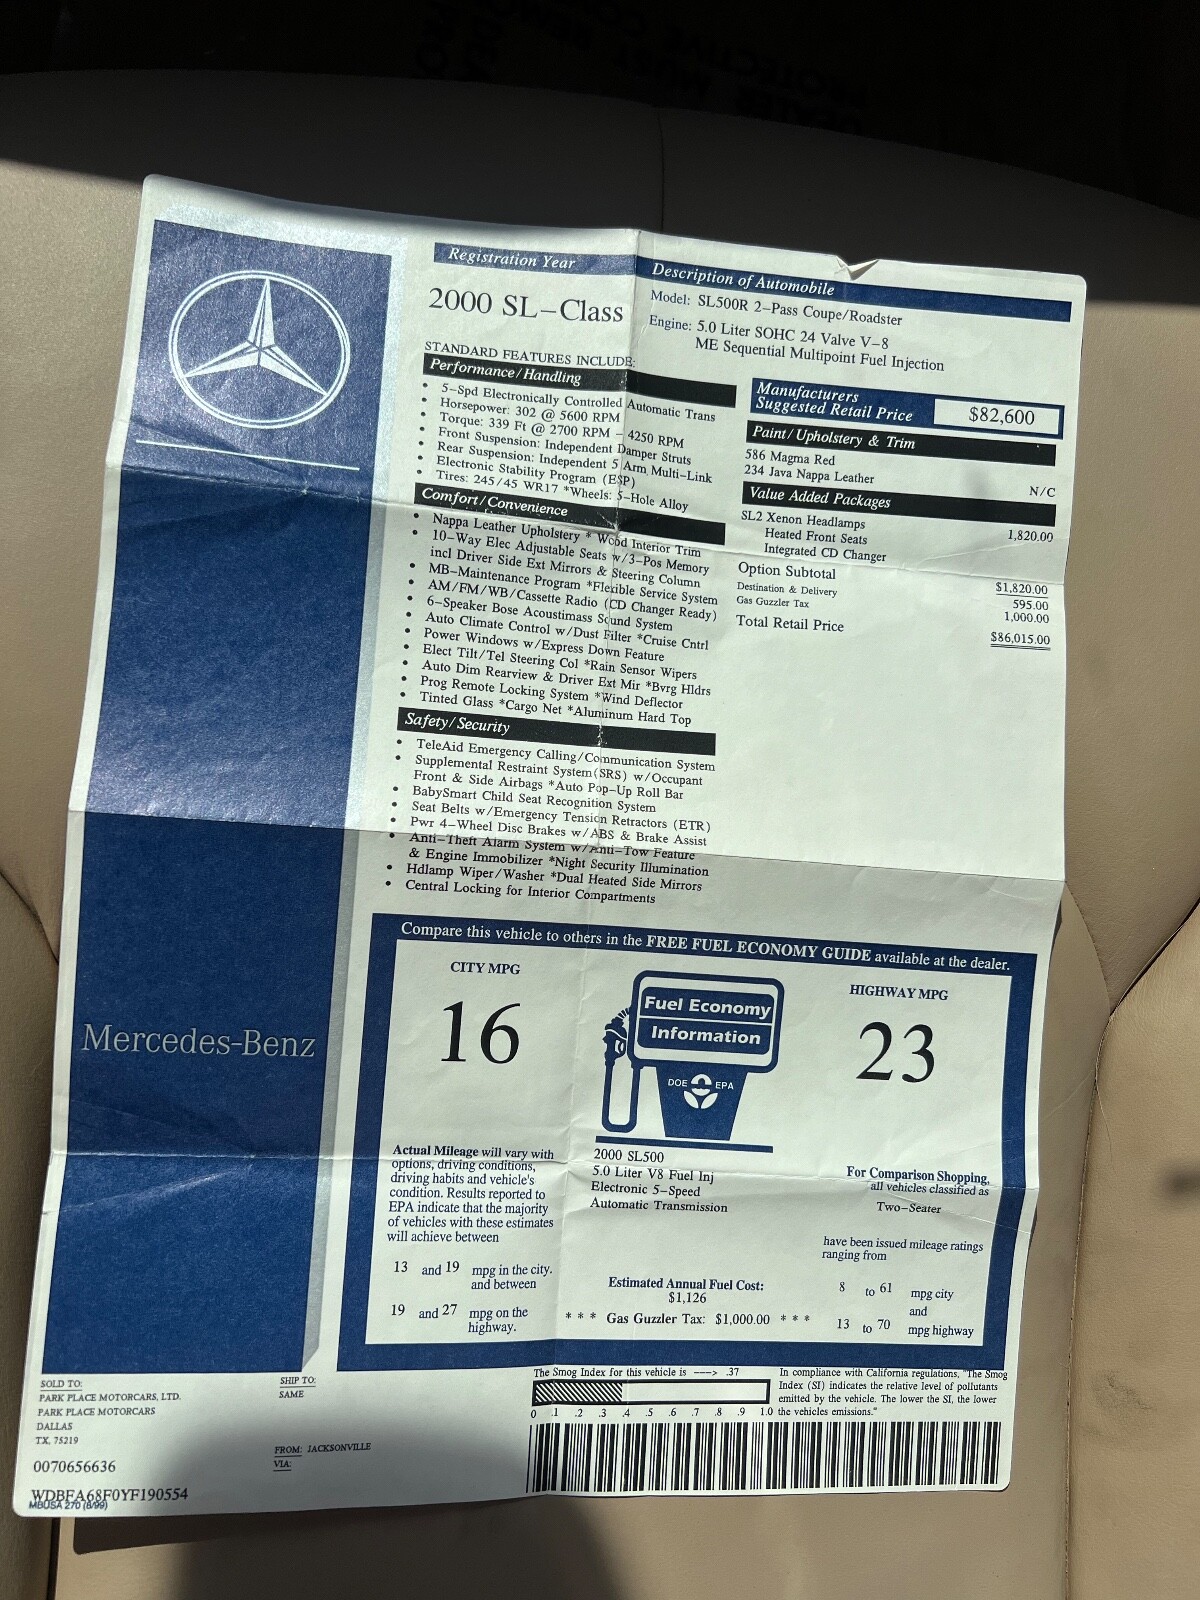 Registration Year
2000 SL-Class
Description of Automobile
Model: SL500R 2-Pass Coupe/Roadster
Engine: 5.0 Liter SOHC 24 Valve V-8
ME Sequential Multipoint Fuel Injection
STANDARD FEATURES INCLUDE:
Performance/Handling
• 5-Spd Electronically Controlled Automatic Trans
• Horsepower: 302 @ 5600 RPM
• Torque: 339 Ft @ 2700 RPM - 4250 RPM
• Front Suspension: Independent Damper Struts
• Rear Suspension: Independent 5 Arm Multi-Link
• Electronic Stability Program (ESP)
• Tires: 245/45 WR17 *Wheels: 5-Hole Alloy
Comfort/Convenience
• Nappa Leather Upholstery * Wood Interior Trim
• 10-Way Elec Adjustable Seats w/3-Pos Memory
incl Driver Side Ext Mirrors & Steering Column
• MB-Maintenance Program *Flexible Service System
• AM/FM/WB/Cassette Radio (CD Changer Ready)
• 6-Speaker Bose Acoustimass Sound System
• Auto Climate Control w/Dust Filter *Cruise Cntrl
• Power Windows w/Express Down Feature
• Elect Tilt/Tel Steering Col *Rain Sensor Wipers
• Auto Dim Rearview & Driver Ext Mir *Bvrg Hldrs
• Prog Remote Locking System *Wind Deflector
• Tinted Glass *Cargo Net *Aluminum Hard Top
Safety/Security
• TeleAid Emergency Calling/Communication System
• Supplemental Restraint System(SRS) w/Occupant
Front & Side Airbags *Auto Pop-Up Roll Bar
• BabySmart Child Seat Recognition System
• Seat Belts w/Emergency Tension Retractors (ETR)
• Pwr 4-Wheel Disc Brakes w/ABS & Brake Assist
• Anti-Theft Alarm System w/Anti-Tow Feature
& Engine Immobilizer *Night Security Illumination
• Hdlamp Wiper/Washer *Dual Heated Side Mirrors
• Central Locking for Interior Compartments
Manufacturers
Suggested Retail Price $82,600
Paint/Upholstery & Trim
586 Magma Red
234 Java Nappa Leather N/C
Value Added Packages
SL2 Xenon Headlamps 1,820.00
Heated Front Seats
Integrated CD Changer
Option Subtotal $1,820.00
Destination & Delivery 595.00
Gas Guzzler Tax 1,000.00
Total Retail Price $86,015.00
Mercedes-Benz
Compare this vehicle to others in the FREE FUEL ECONOMY GUIDE available at the dealer.
CITY MPG
16
Fuel Economy
Information
DOE EPA
HIGHWAY MPG
23
Actual Mileage will vary with
options, driving conditions,
driving habits and vehicle's
condition. Results reported to
EPA indicate that the majority
of vehicles with these estimates
will achieve between
13 and 19 mpg in the city.
and between
19 and 27 mpg on the
highway.
2000 SL500
5.0 Liter V8 Fuel Inj
Electronic 5-Speed
Automatic Transmission
Estimated Annual Fuel Cost:
$1,126
* * * Gas Guzzler Tax: $1,000.00 * * *
For Comparison Shopping,
all vehicles classified as
Two-Seater
have been issued mileage ratings
ranging from
8 to 61 mpg city
and
13 to 70 mpg highway
SOLD TO:
PARK PLACE MOTORCARS, LTD.
PARK PLACE MOTORCARS
DALLAS
TX, 75219
0070656636
WDBFA68F0YF190554
MBUSA 270 (8/99)
SHIP TO:
SAME
FROM: JACKSONVILLE
VIA:
The Smog Index for this vehicle is ----> .37
0 .1 .2 .3 .4 .5 .6 .7 .8 .9 1.0
In compliance with California regulations, "The Smog
Index (SI) indicates the relative level of pollutants
emitted by the vehicle. The lower the SI, the lower
the vehicles emissions."